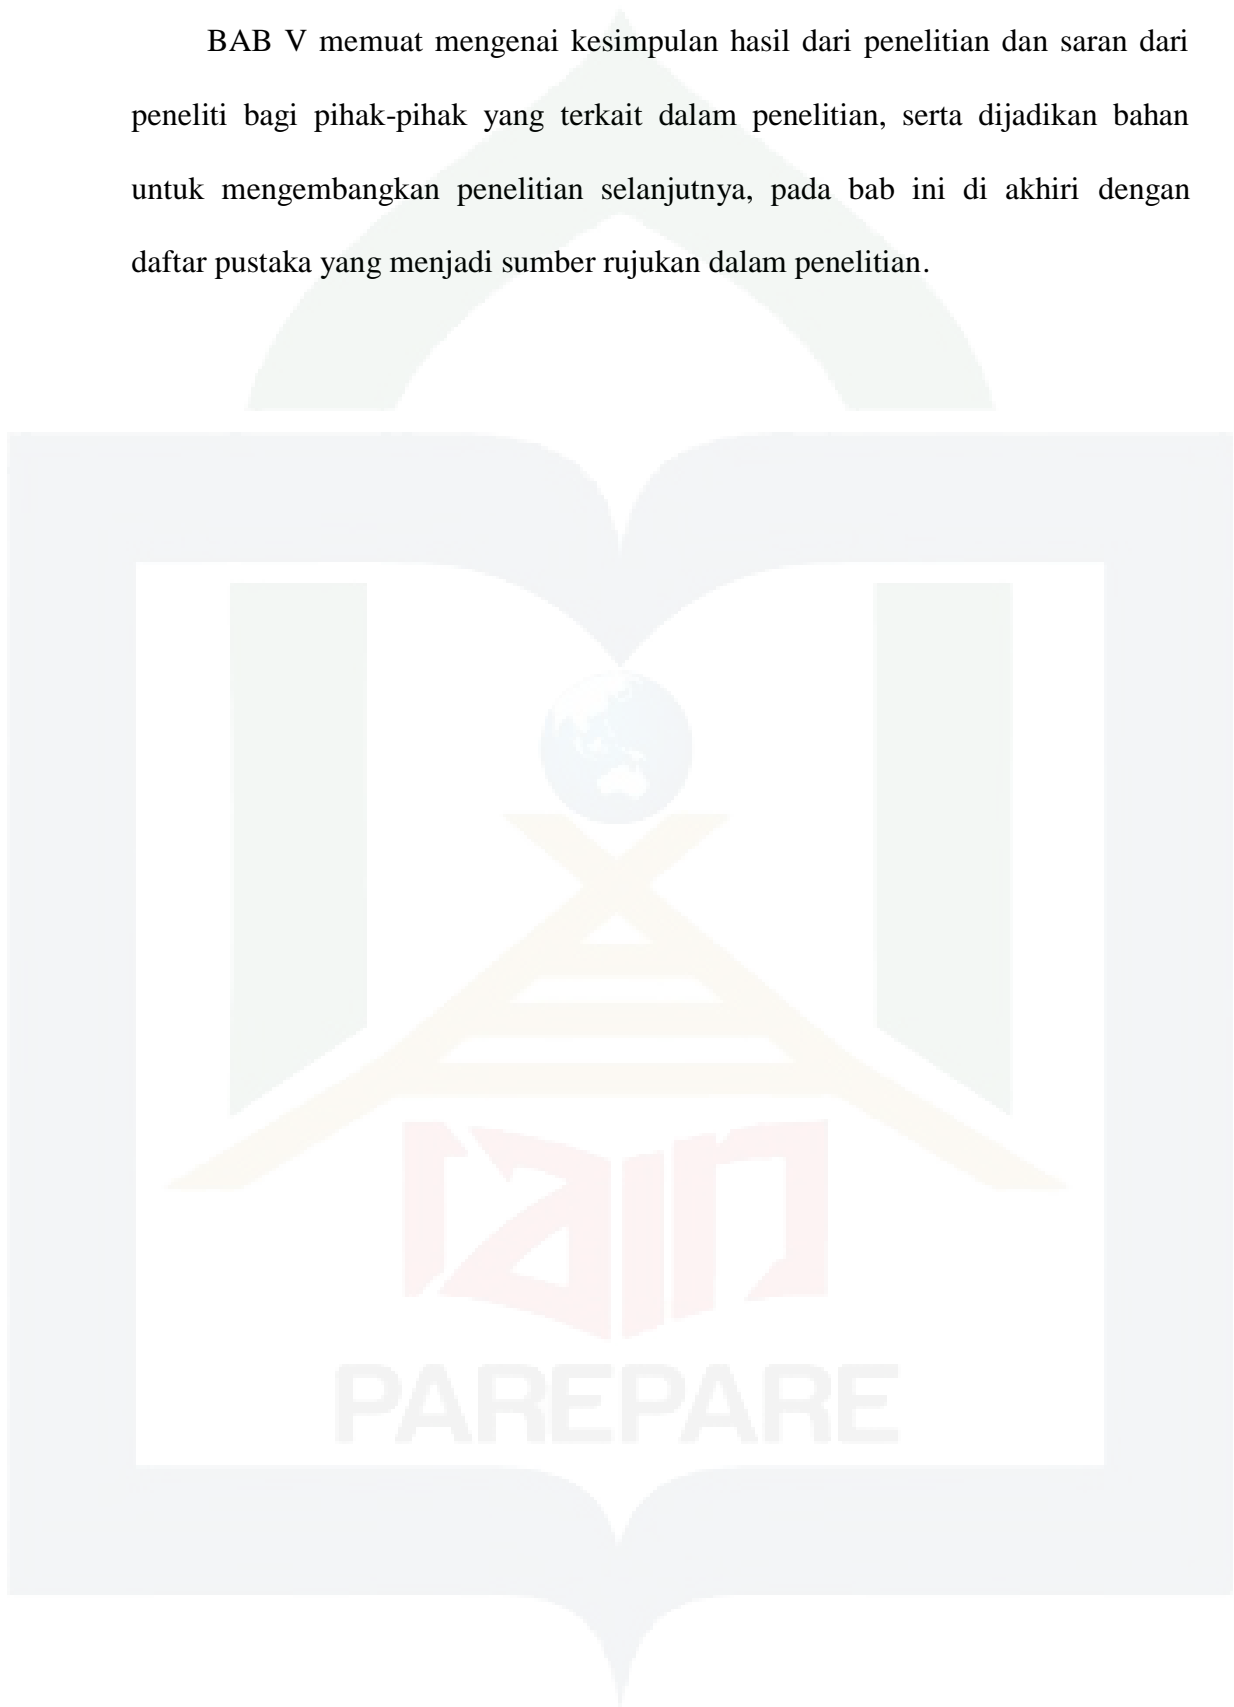 BAB V memuat mengenai kesimpulan hasil dari penelitian dan saran dari
peneliti bagi pihak-pihak yang terkait dalam penelitian, serta dijadikan bahan
untuk mengembangkan penelitian selanjutnya, pada bab ini di akhiri dengan
daftar pustaka yang menjadi sumber rujukan dalam penelitian.
iain
PAREPARE